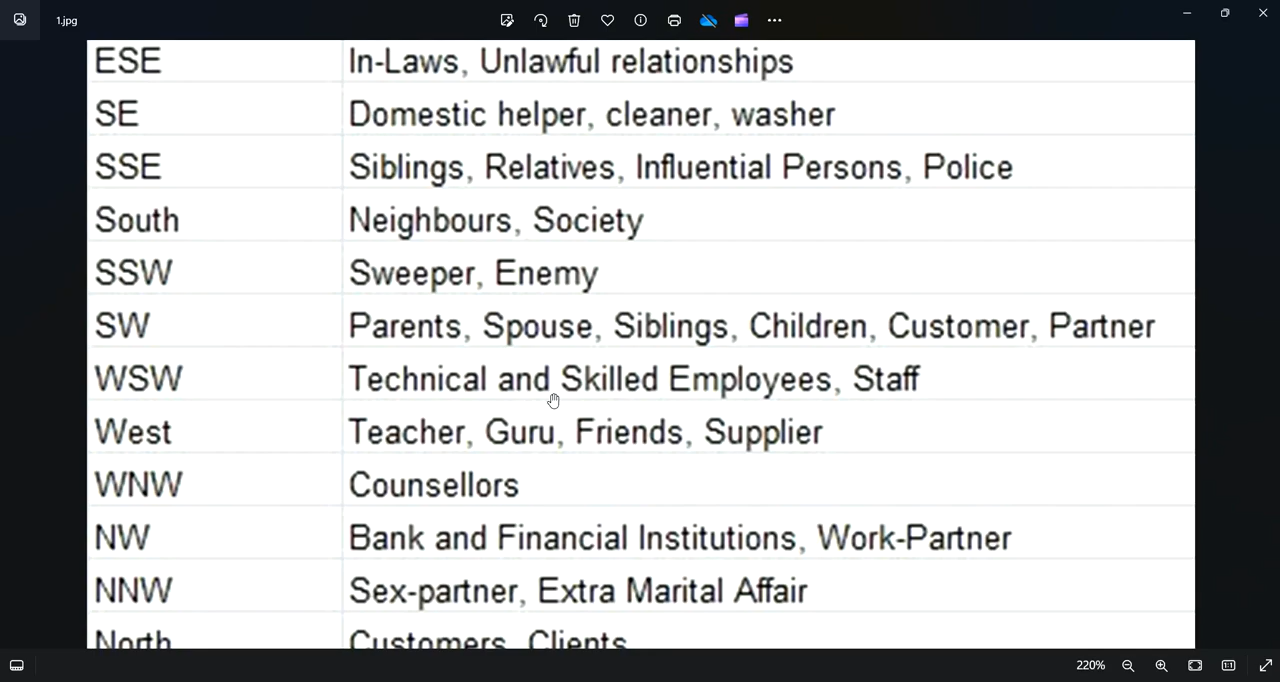 1.jpg
ESE In-Laws, Unlawful relationships
SE Domestic helper, cleaner, washer
SSE Siblings, Relatives, Influential Persons, Police
South Neighbours, Society
SSW Sweeper, Enemy
SW Parents, Spouse, Siblings, Children, Customer, Partner
WSW Technical and Skilled Employees, Staff
West Teacher, Guru, Friends, Supplier
WNW Counsellors
NW Bank and Financial Institutions, Work-Partner
NNW Sex-partner, Extra Marital Affair
North Customers, Clients
220%